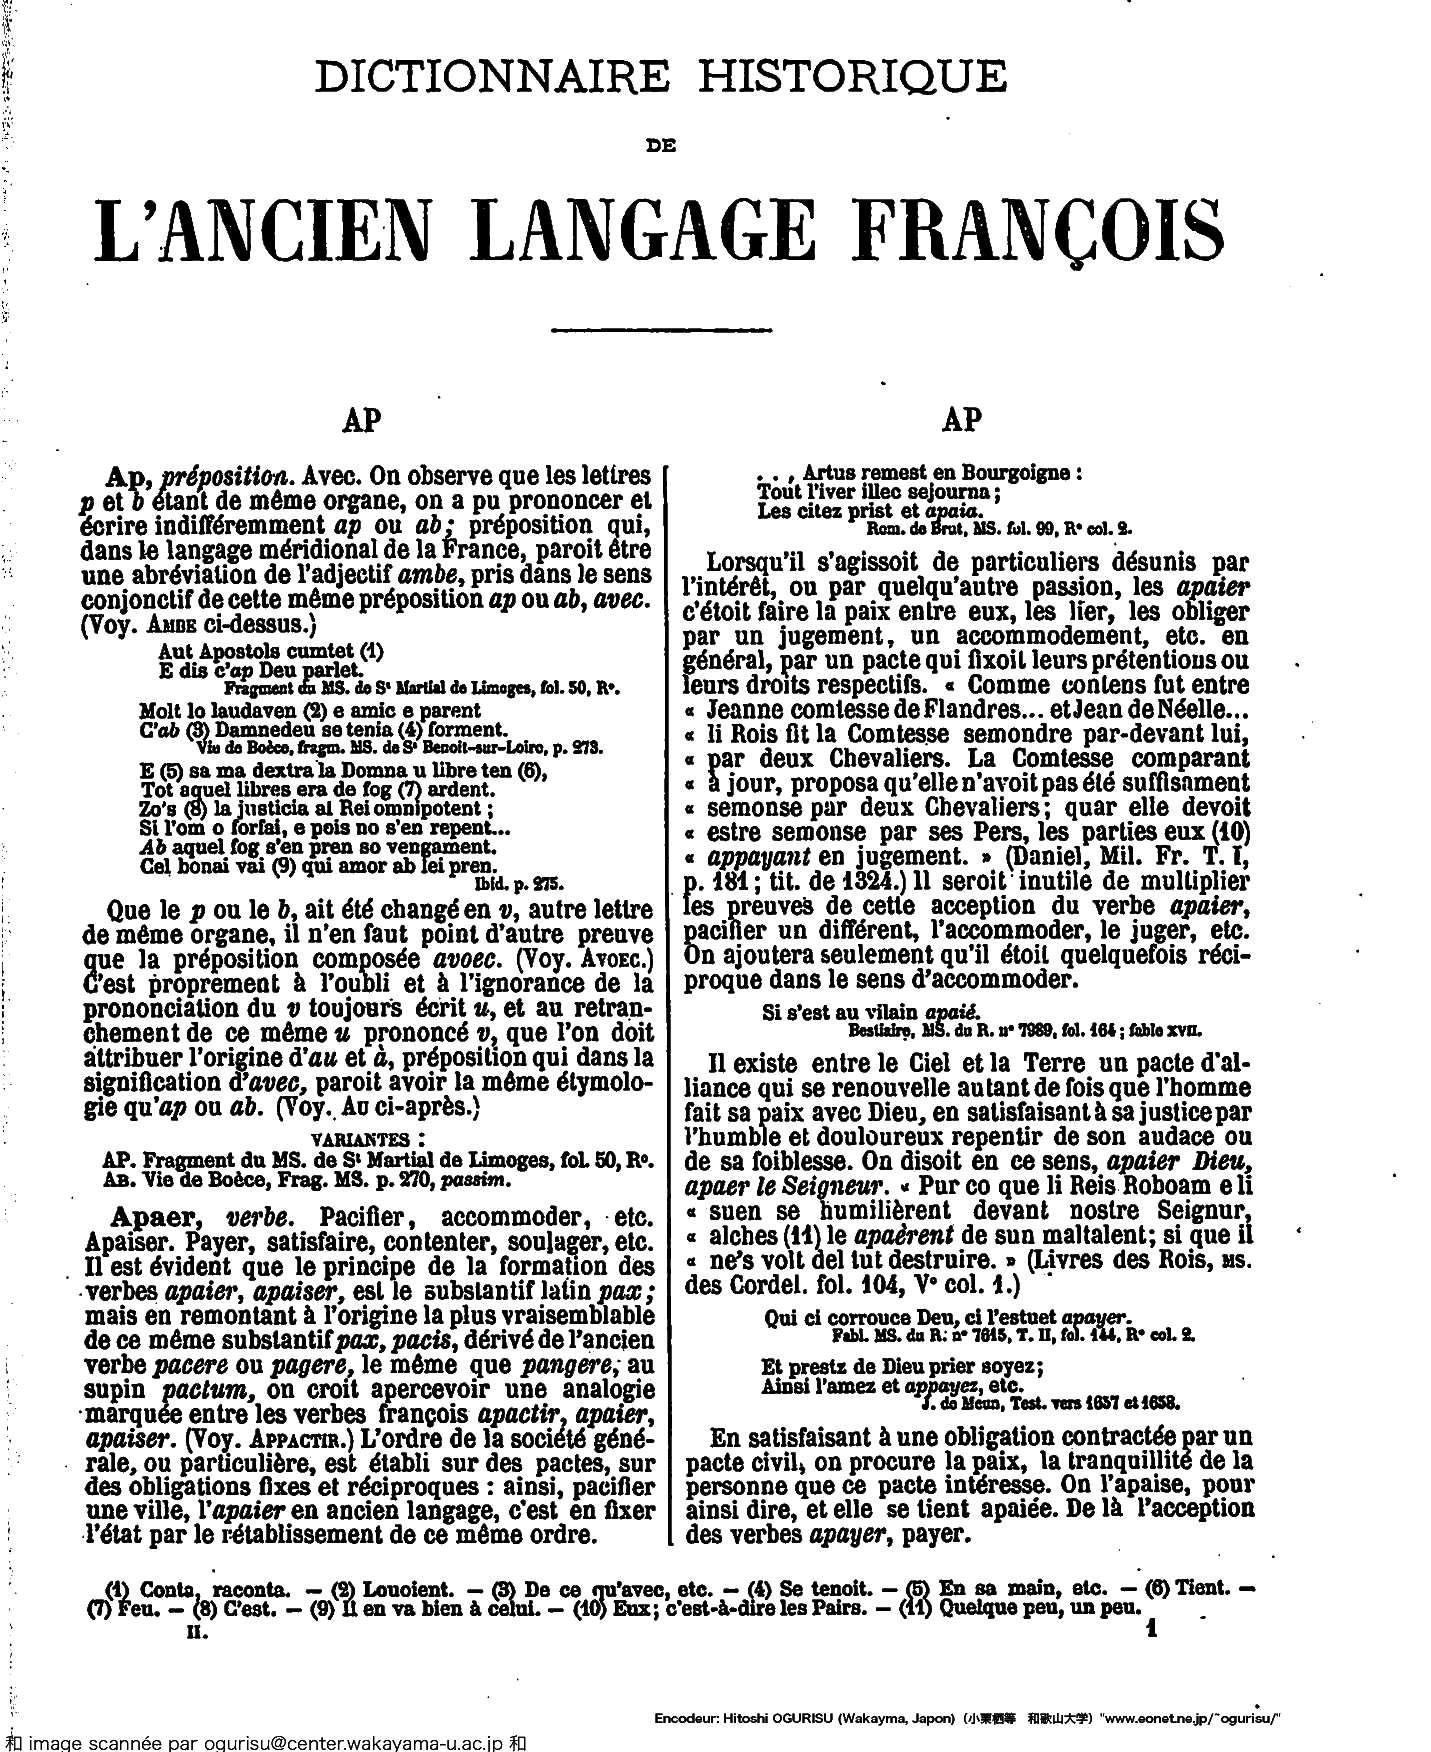 DICTIONNAIRE HISTORIQUE
DE
L'ANCIEN LANGAGE FRANÇOIS
AP
Ap, préposition. Avec. On observe que les lettres
p et b étant de même organe, on a pu prononcer et
écrire indifféremment ap ou ab; préposition qui,
dans le langage méridional de la France, paroit être
une abréviation de l'adjectif ambe, pris dans le sens
conjonctif de cette même préposition ap ou ab, avec.
(Voy. AMBE ci-dessus.)
Aut Apostols cumtet (1)
E dis c'ap Deu parlet.
Fragment du MS. de St Martial de Limoges, fol. 50, R°.
Molt lo laudaven (2) e amic e parent
C'ab (3) Damnedeu se tenia (4) forment.
Vie de Boèce, fragm. MS. de St Benoit-sur-Loire, p. 273.
E (5) sa ma dextra la Domna u libre ten (6),
Tot aquel libres era de fog (7) ardent.
Zo's (8) la justicia al Rei omnipotent;
Si l'om o forfai, e pois no s'en repent...
Ab aquel fog s'en pren so vengament.
Cel bonai vai (9) qui amor ab lei pren.
Ibid. p. 275.
Que le p ou le b, ait été changé en v, autre lettre
de même organe, il n'en faut point d'autre preuve
que la préposition composée avoec. (Voy. AVOEC.)
C'est proprement à l'oubli et à l'ignorance de la
prononciation du v toujours écrit u, et au retran-
chement de ce même u prononcé v, que l'on doit
attribuer l'origine d'au et à, préposition qui dans la
signification d'avec, paroit avoir la même étymolo-
gie qu'ap ou ab. (Voy. AU ci-après.)
VARIANTES :
AP. Fragment du MS. de St Martial de Limoges, fol. 50, R°.
AB. Vie de Boèce, Frag. MS. p. 270, passim.
Apaer, verbe. Pacifier, accommoder, etc.
Apaiser. Payer, satisfaire, contenter, soulager, etc.
Il est évident que le principe de la formation des
verbes apaier, apaiser, est le substantif latin pax;
mais en remontant à l'origine la plus vraisemblable
de ce même substantif pax, pacis, dérivé de l'ancien
verbe pacere ou pagere, le même que pangere, au
supin pactum, on croit apercevoir une analogie
marquée entre les verbes françois apactir, apaier,
apaiser. (Voy. APPACTIR.) L'ordre de la société géné-
rale, ou particulière, est établi sur des pactes, sur
des obligations fixes et réciproques : ainsi, pacifier
une ville, l'apaier en ancien langage, c'est en fixer
l'état par le rétablissement de ce même ordre.
AP
. . , Artus remest en Bourgoigne :
Tout l'iver illec sejourna;
Les citez prist et apaia.
Rom. de Brut, MS. fol. 99, R° col. 2.
Lorsqu'il s'agissoit de particuliers désunis par
l'intérêt, ou par quelqu'autre passion, les apaier
c'étoit faire la paix entre eux, les lier, les obliger
par un jugement, un accommodement, etc. en
général, par un pacte qui fixoit leurs prétentions ou
leurs droits respectifs. « Comme contens fut entre
« Jeanne comtesse de Flandres... et Jean de Néelle...
« li Rois fit la Comtesse semondre par-devant lui,
« par deux Chevaliers. La Comtesse comparant
« à jour, proposa qu'elle n'avoit pas été suffisament
« semonse par deux Chevaliers; quar elle devoit
« estre semonse par ses Pers, les parties eux (10)
« appayant en jugement. » (Daniel, Mil. Fr. T. I,
p. 181; tit. de 1324.) Il seroit inutile de multiplier
les preuves de cette acception du verbe apaier,
pacifier un différent, l'accommoder, le juger, etc.
On ajoutera seulement qu'il étoit quelquefois réci-
proque dans le sens d'accommoder.
Si s'est au vilain apaié.
Bestiaire, MS. du R. n° 7989, fol. 164; fable XVII.
Il existe entre le Ciel et la Terre un pacte d'al-
liance qui se renouvelle autant de fois que l'homme
fait sa paix avec Dieu, en satisfaisant à sa justice par
l'humble et douloureux repentir de son audace ou
de sa foiblesse. On disoit en ce sens, apaier Dieu,
apaer le Seigneur. « Pur co que li Reis Roboam e li
« suen se humilièrent devant nostre Seignur,
« alches (11) le apaèrent de sun maltalent; si que il
« ne's volt del tut destruire. » (Livres des Rois, MS.
des Cordel. fol. 104, V° col. 1.)
Qui ci corrouce Deu, ci l'estuet apayer.
Fabl. MS. du R. n° 7615, T. II, fol. 144, R° col. 2.
Et prestz de Dieu prier soyez;
Ainsi l'amez et appayez, etc.
J. de Meun, Test. vers 1637 et 1658.
En satisfaisant à une obligation contractée par un
pacte civil, on procure la paix, la tranquillité de la
personne que ce pacte intéresse. On l'apaise, pour
ainsi dire, et elle se tient apaiée. De là l'acception
des verbes apayer, payer.
(1) Conta, raconta. — (2) Louoient. — (3) De ce qu'avec, etc. — (4) Se tenoit. — (5) En sa main, etc. — (6) Tient. —
(7) Feu. — (8) C'est. — (9) Il en va bien à celui. — (10) Eux; c'est-à-dire les Pairs. — (11) Quelque peu, un peu.
II. 1
Encodeur: Hitoshi OGURISU (Wakayma, Japon) (小栗栖等 和歌山大学) "www.eonet.ne.jp/~ogurisu/"
和 image scannée par ogurisu@center.wakayama-u.ac.jp 和